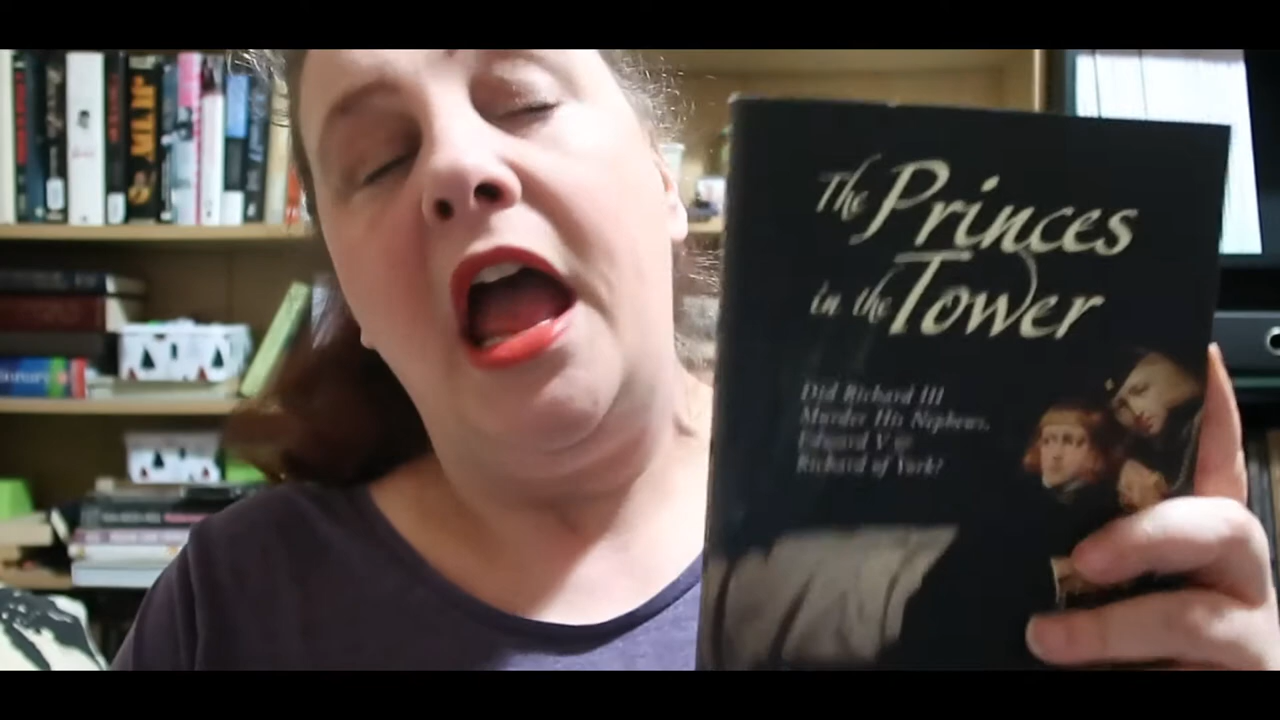 The Princes
in the Tower
Did Richard III
Murder His Nephews,
Edward V &
Richard of York?